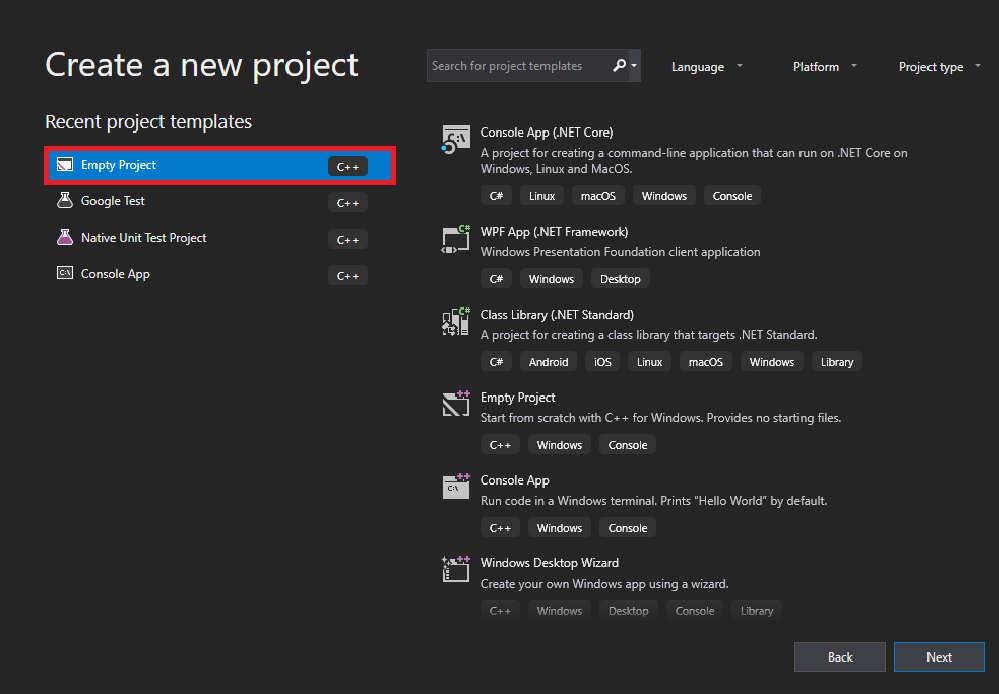 Create a new project
Search for project templates
Language
Platform
Project type
Recent project templates
Empty Project
C++
Google Test
C++
Native Unit Test Project
C++
Console App
C++
Console App (.NET Core)
A project for creating a command-line application that can run on .NET Core on
Windows, Linux and MacOS.
C#
Linux
macOS
Windows
Console
WPF App (.NET Framework)
Windows Presentation Foundation client application
C#
Windows
Desktop
Class Library (.NET Standard)
A project for creating a class library that targets .NET Standard.
C#
Android
iOS
Linux
macOS
Windows
Library
Empty Project
Start from scratch with C++ for Windows. Provides no starting files.
C++
Windows
Console
Console App
Run code in a Windows terminal. Prints "Hello World" by default.
C++
Windows
Console
Windows Desktop Wizard
Create your own Windows app using a wizard.
C++
Windows
Desktop
Console
Library
Back
Next